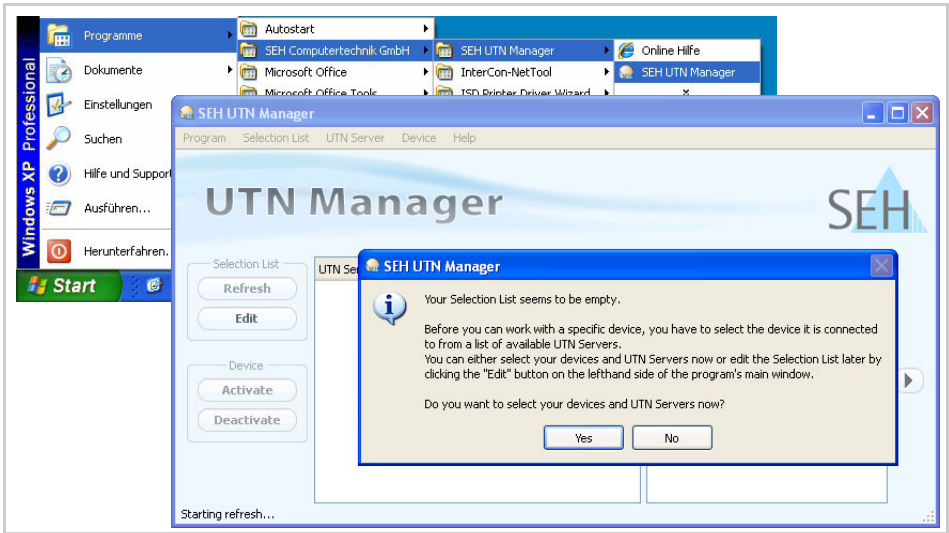 Windows XP Professional
Programme
Dokumente
Einstellungen
Suchen
Hilfe und Support
Ausführen...
Herunterfahren.
Start
Autostart
SEH Computertechnik GmbH
Microsoft Office
Microsoft Office Tools
SEH UTN Manager
InterCon-NetTool
ISD Printer Driver Wizard
Online Hilfe
SEH UTN Manager
SEH UTN Manager
Program Selection List UTN Server Device Help
UTN Manager
SEH
Selection List
Refresh
Edit
Device
Activate
Deactivate
UTN Se
SEH UTN Manager
Your Selection List seems to be empty.
Before you can work with a specific device, you have to select the device it is connected
to from a list of available UTN Servers.
You can either select your devices and UTN Servers now or edit the Selection List later by
clicking the "Edit" button on the lefthand side of the program's main window.
Do you want to select your devices and UTN Servers now?
Yes
No
Starting refresh...